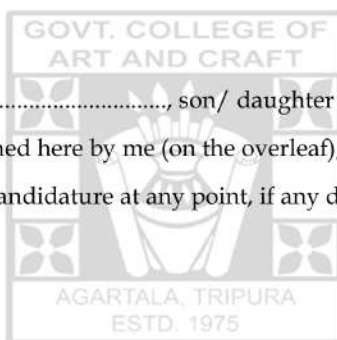 GOVT. COLLEGE OF
ART AND CRAFT
............................., son/ daughter
ned here by me (on the overleaf),
andidature at any point, if any d
AGARTALA, TRIPURA
ESTD. 1975